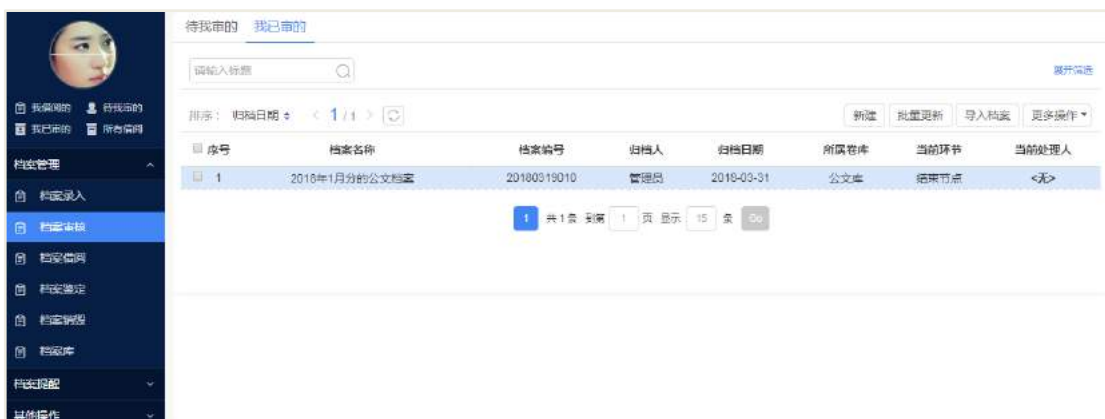 待我审的 我已审的
请输入标题
展开筛选
我借阅的 待我审的
我已审的 所有借阅
排序: 归档日期 < 1 / 1 >
新建 批量更新 导入档案 更多操作
序号 档案名称 档案编号 归档人 归档日期 所属卷库 当前环节 当前处理人
1 2018年1月分的公文档案 20180319010 管理员 2018-03-31 公文库 结束节点 <无>
1 共1条 到第 1 页 显示 15 条 Go
档案管理
档案录入
档案审核
档案借阅
档案鉴定
档案销毁
档案库
档案提醒
其他操作